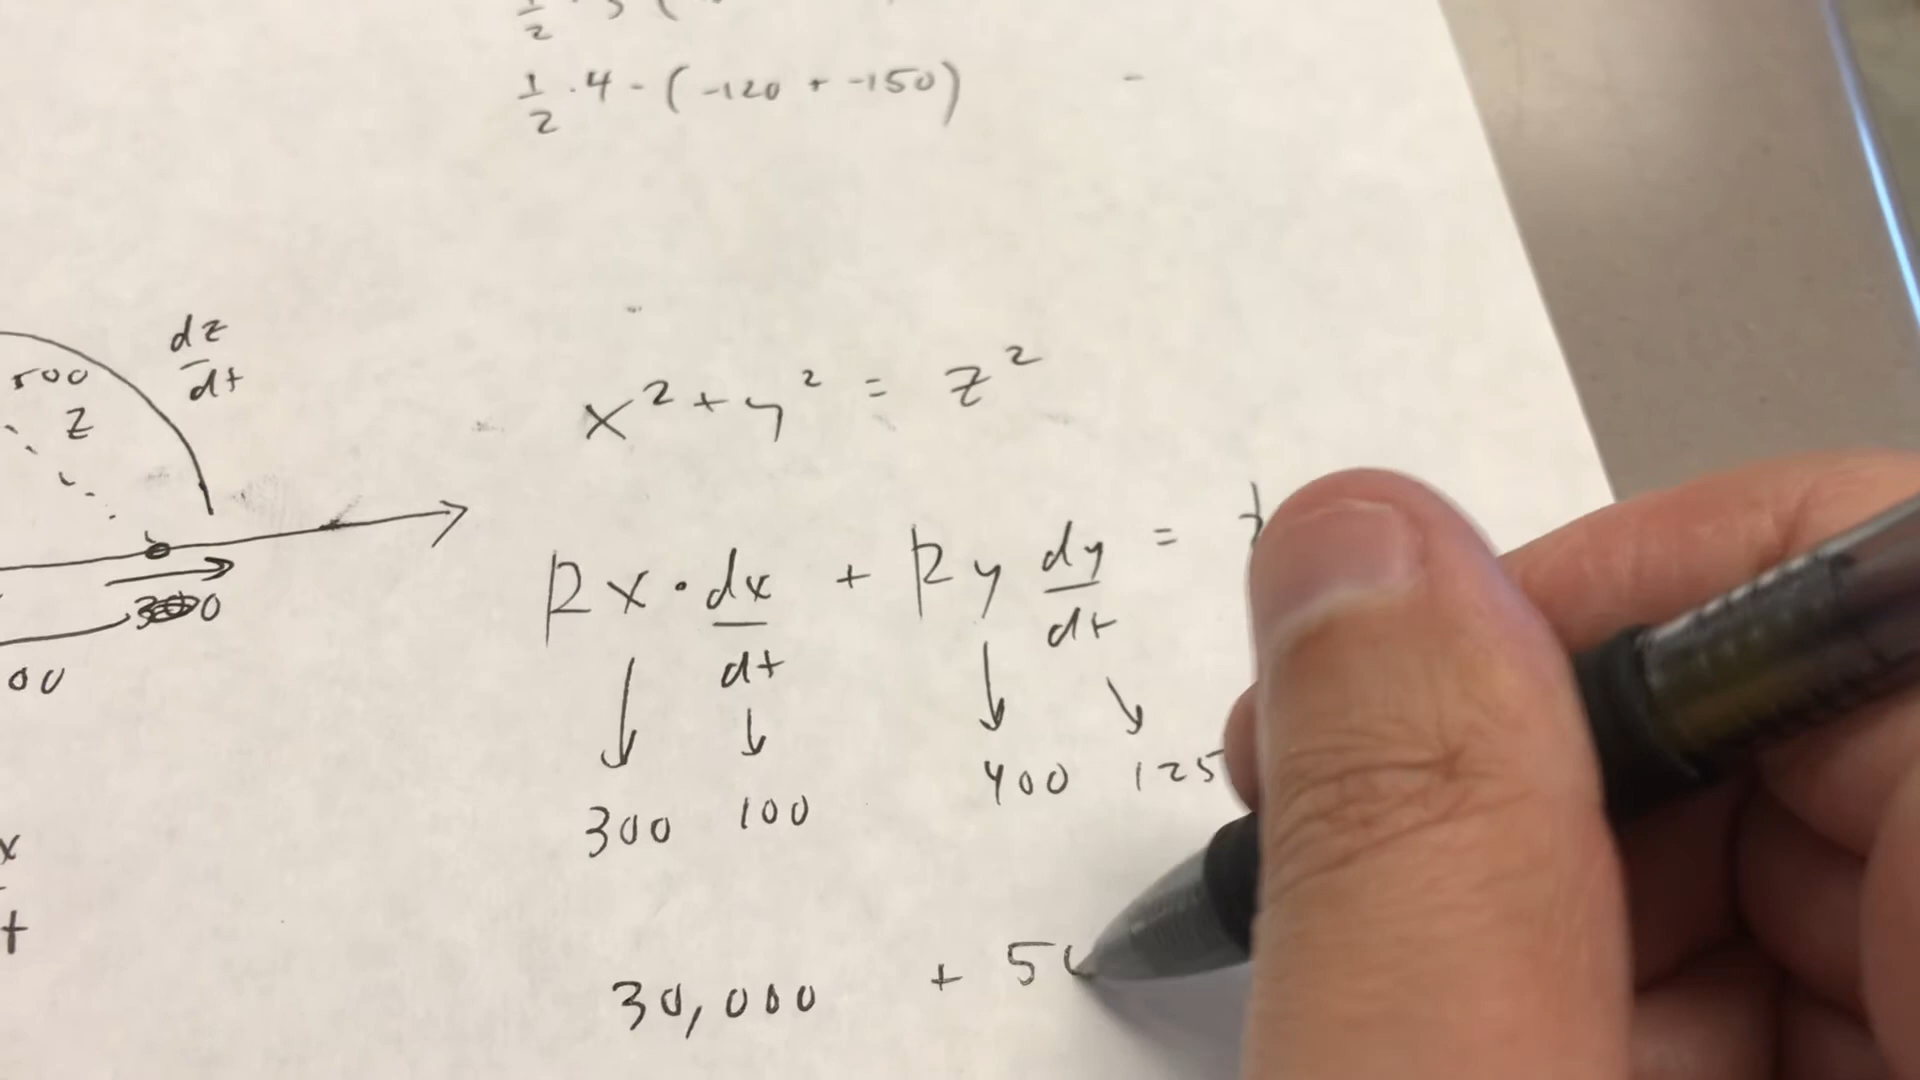 1/2 · 4 - (-120 + -150)
dz/dt
500
z
x² + y² = z²
2x · dx/dt + 2y dy/dt =
00
300 100 400 125
x
t
30,000 + 50